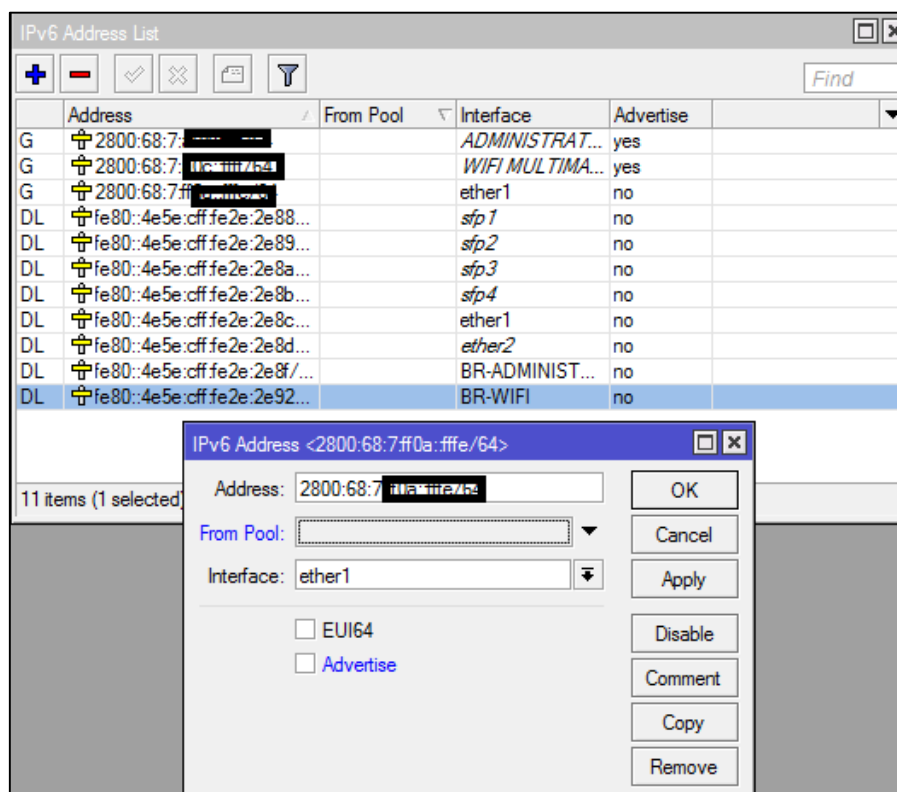 IPv6 Address List
Find
Address From Pool Interface Advertise
G 2800:68:7: ADMINISTRAT... yes
G 2800:68:7: WIFI MULTIMA... yes
G 2800:68:7:ff ether1 no
DL fe80::4e5e:cff:fe2e:2e88... sfp1 no
DL fe80::4e5e:cff:fe2e:2e89... sfp2 no
DL fe80::4e5e:cff:fe2e:2e8a... sfp3 no
DL fe80::4e5e:cff:fe2e:2e8b... sfp4 no
DL fe80::4e5e:cff:fe2e:2e8c... ether1 no
DL fe80::4e5e:cff:fe2e:2e8d... ether2 no
DL fe80::4e5e:cff:fe2e:2e8f/... BR-ADMINIST... no
DL fe80::4e5e:cff:fe2e:2e92... BR-WIFI no
11 items (1 selected)
IPv6 Address <2800:68:7:ff0a::fffe/64>
Address: 2800:68:7
From Pool:
Interface: ether1
EUI64
Advertise
OK
Cancel
Apply
Disable
Comment
Copy
Remove